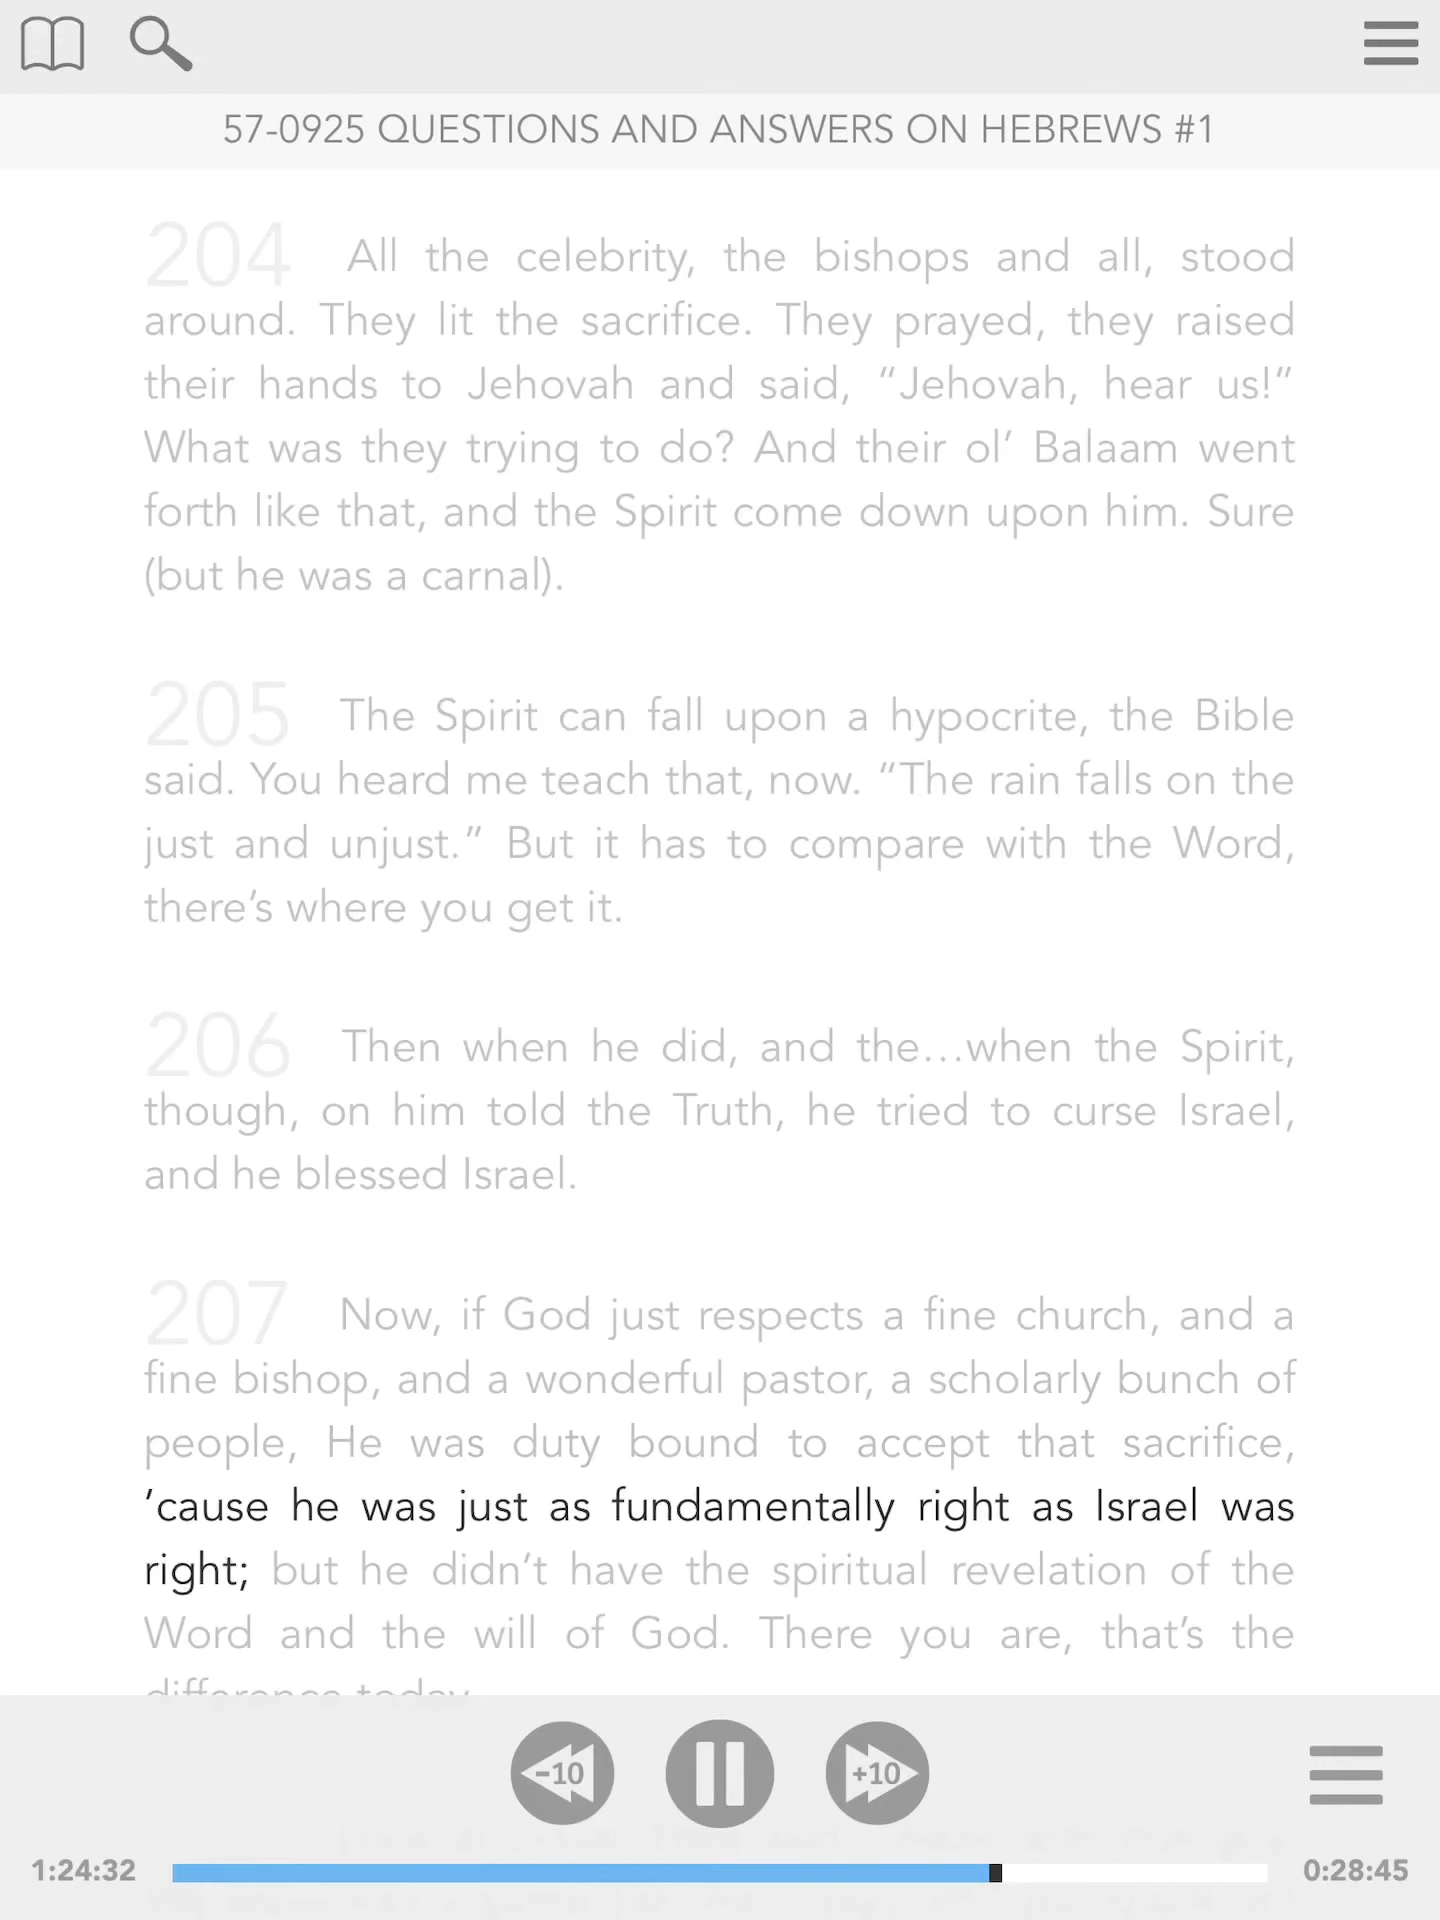 57-0925 QUESTIONS AND ANSWERS ON HEBREWS #1
204 All the celebrity, the bishops and all, stood
around. They lit the sacrifice. They prayed, they raised
their hands to Jehovah and said, “Jehovah, hear us!”
What was they trying to do? And their ol’ Balaam went
forth like that, and the Spirit come down upon him. Sure
(but he was a carnal).
205 The Spirit can fall upon a hypocrite, the Bible
said. You heard me teach that, now. “The rain falls on the
just and unjust.” But it has to compare with the Word,
there’s where you get it.
206 Then when he did, and the…when the Spirit,
though, on him told the Truth, he tried to curse Israel,
and he blessed Israel.
207 Now, if God just respects a fine church, and a
fine bishop, and a wonderful pastor, a scholarly bunch of
people, He was duty bound to accept that sacrifice,
’cause he was just as fundamentally right as Israel was
right; but he didn’t have the spiritual revelation of the
Word and the will of God. There you are, that’s the
difference today.
-10 +10
1:24:32 0:28:45